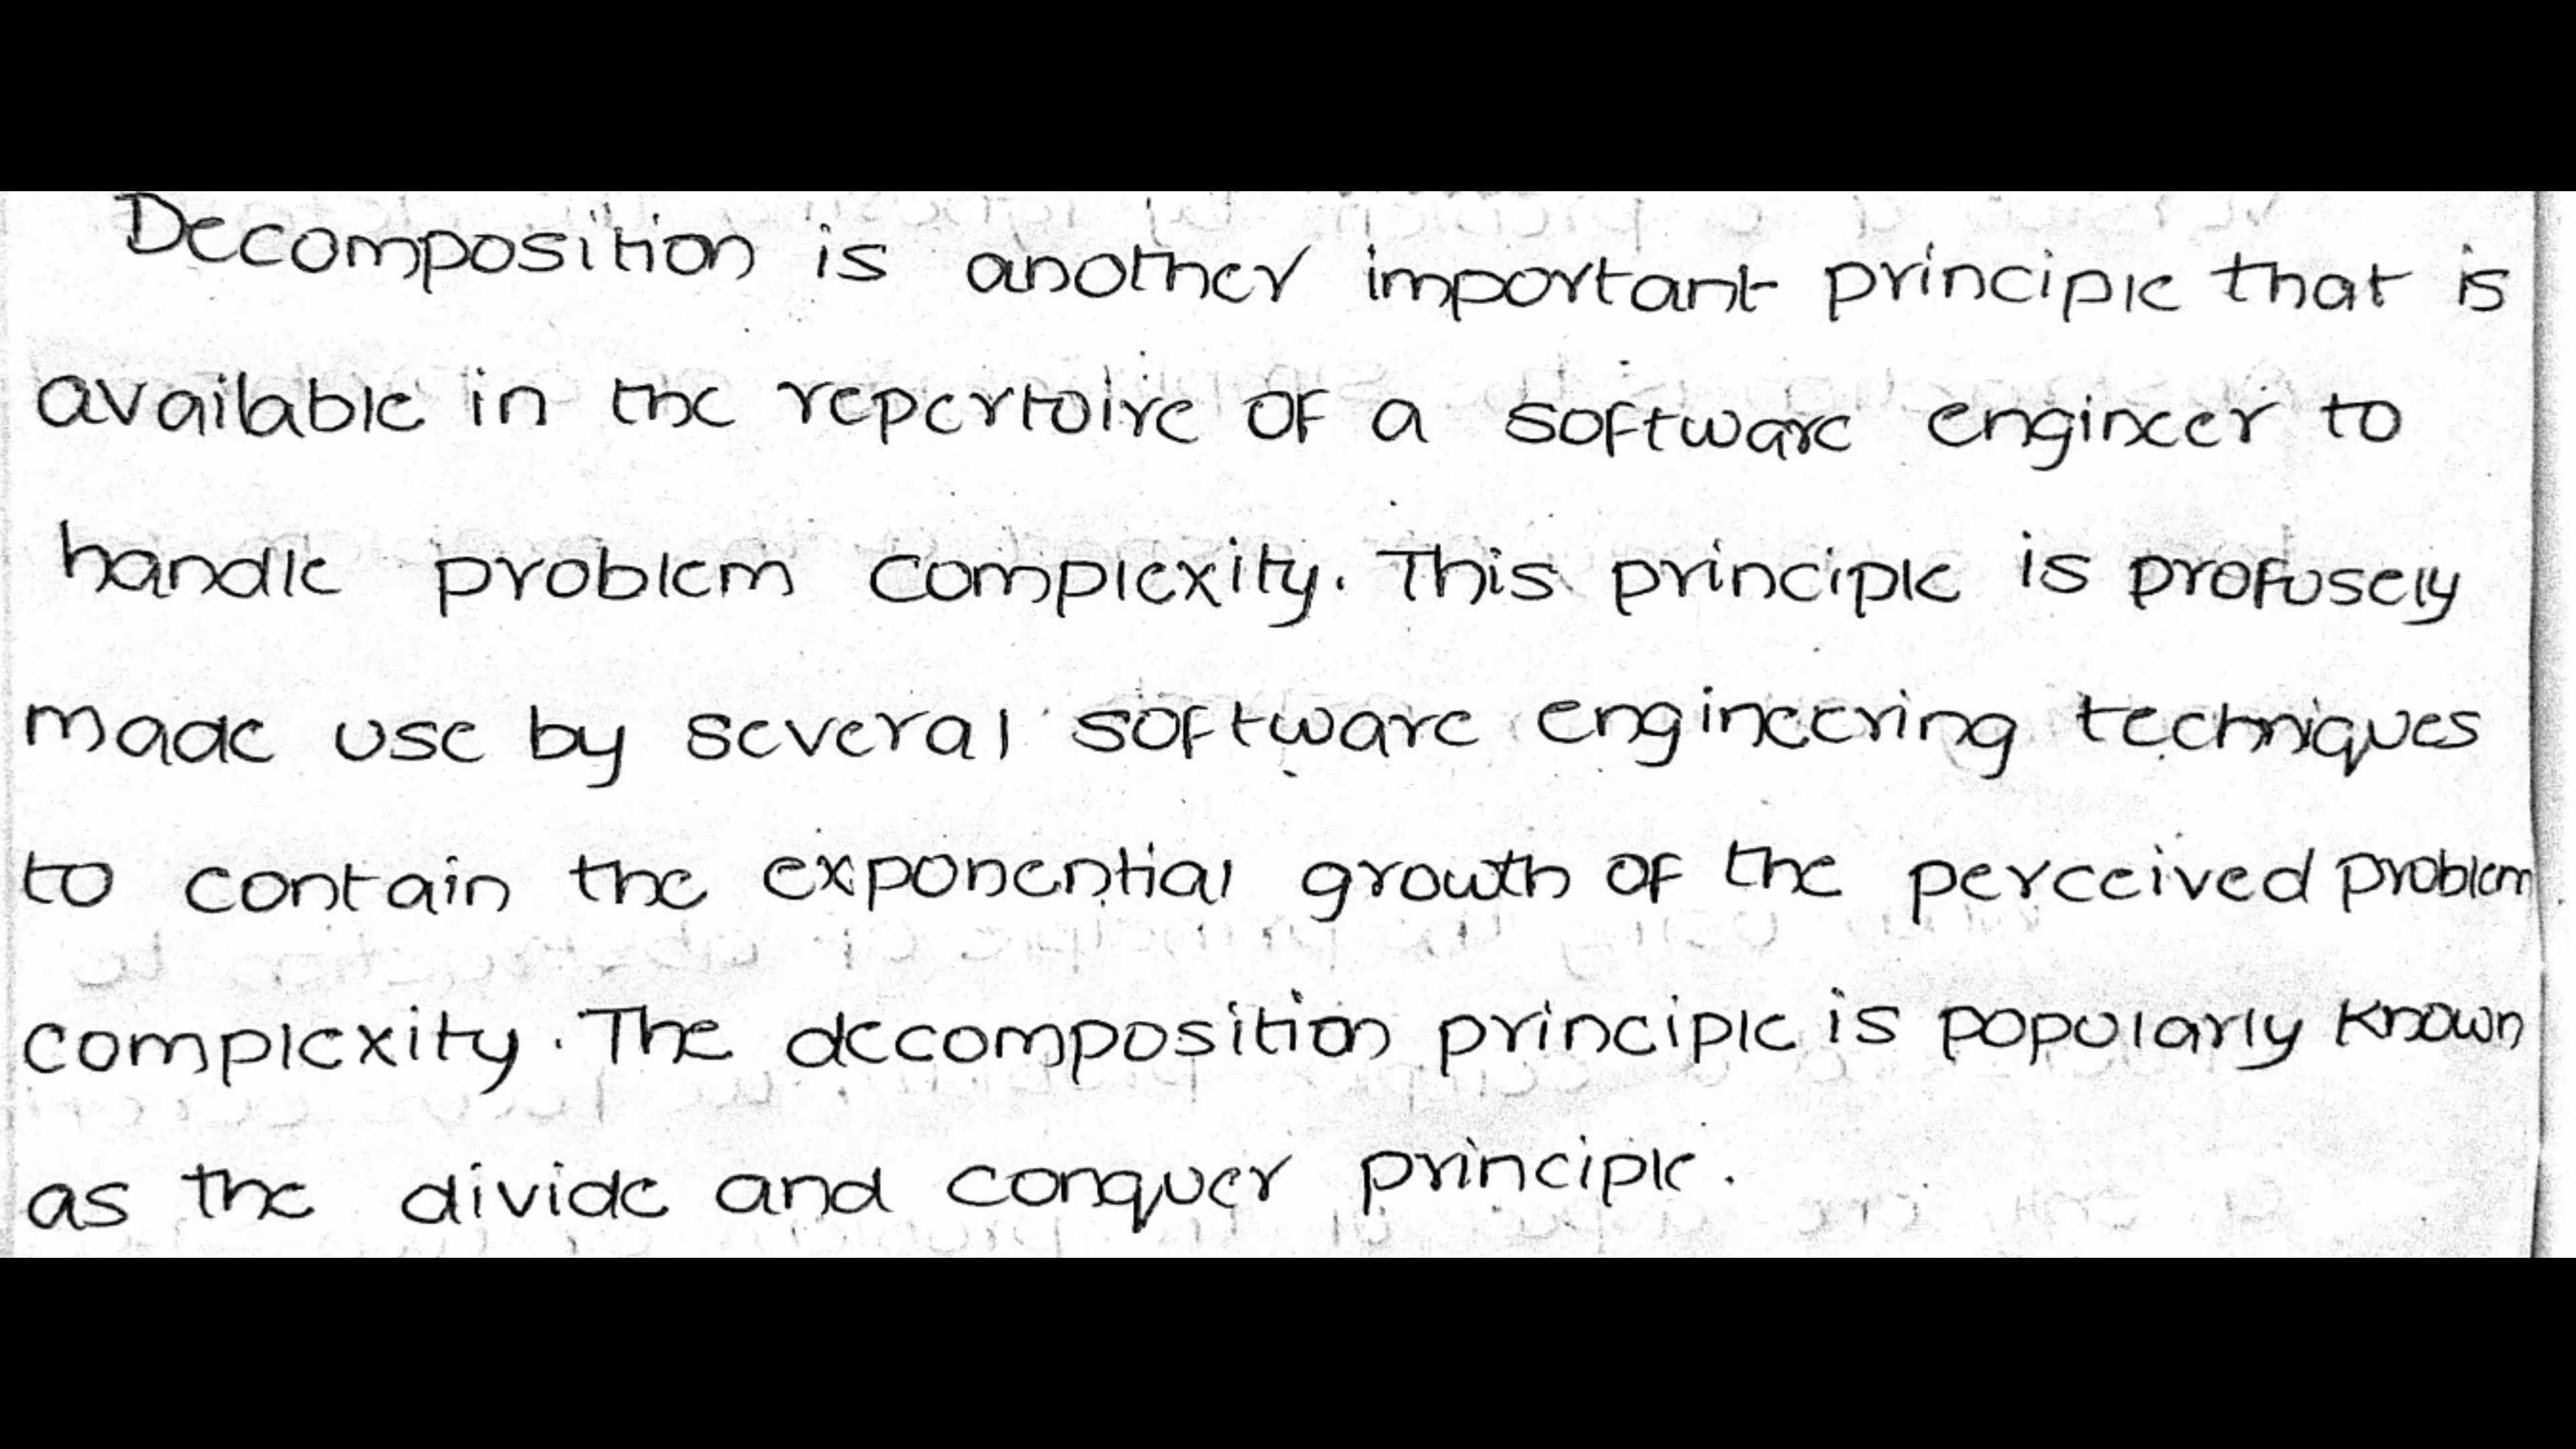 Decomposition is another important principle that is
available in the repertoire of a software engineer to
handle problem complexity. This principle is profusely
made use by several software engineering techniques
to contain the exponential growth of the perceived problem
complexity. The decomposition principle is popularly known
as the divide and conquer principle.